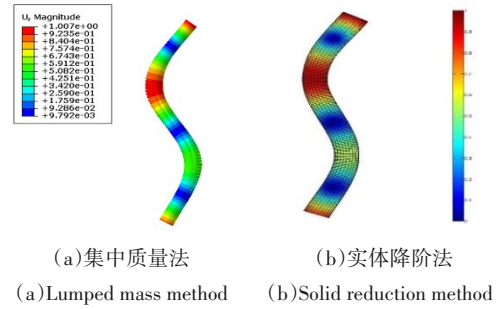 U, Magnitude
+1.007e+00
+9.235e-01
+8.404e-01
+7.574e-01
+6.743e-01
+5.912e-01
+5.082e-01
+4.251e-01
+3.420e-01
+2.590e-01
+1.759e-01
+9.286e-02
+9.792e-03
(a)集中质量法
(b)实体降阶法
(a)Lumped mass method
(b)Solid reduction method